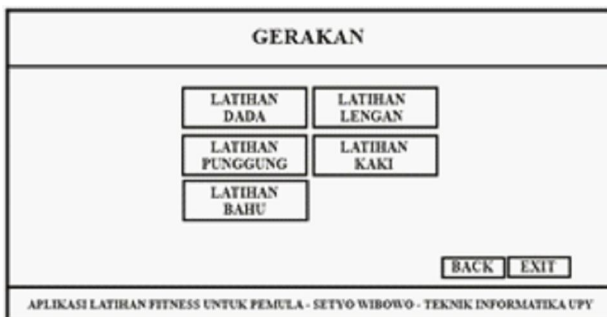 GERAKAN
LATIHAN
DADA
LATIHAN
LENGAN
LATIHAN
PUNGGUNG
LATIHAN
KAKI
LATIHAN
BAHU
BACK
EXIT
APLIKASI LATIHAN FITNESS UNTUK PEMULA - SETYO WIBOWO - TEKNIK INFORMATIKA UPY